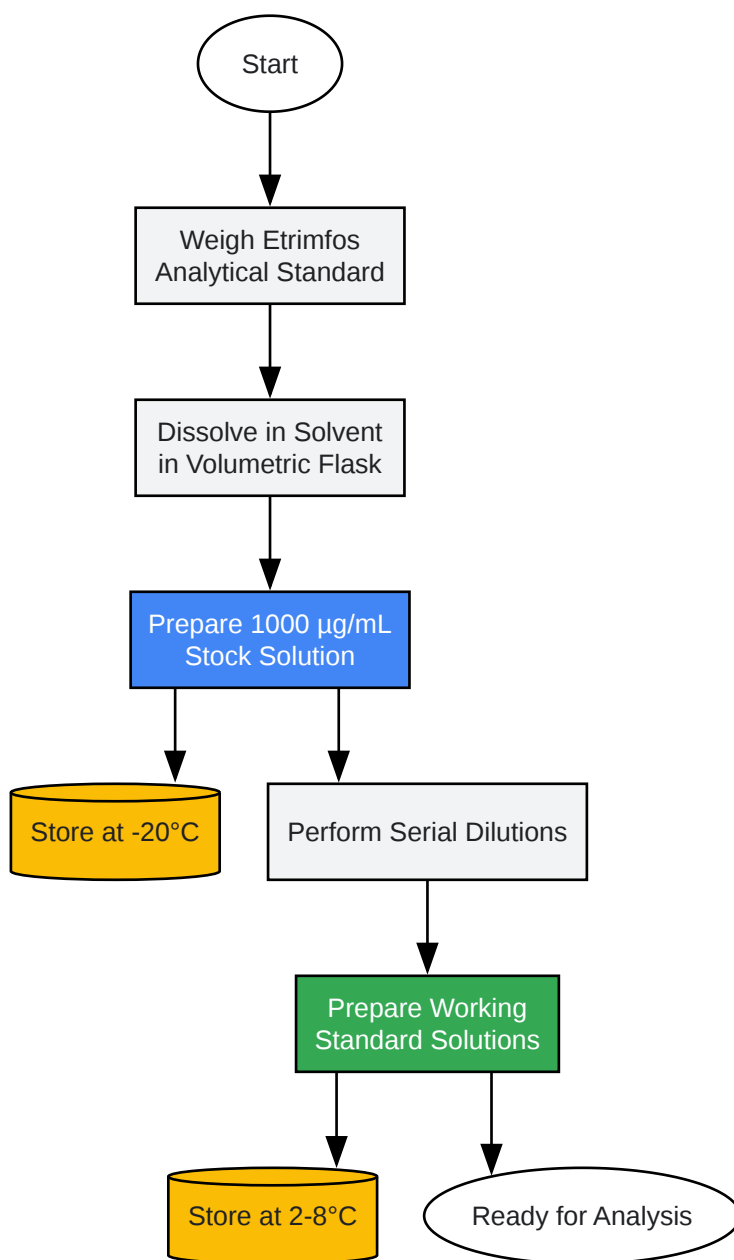 Start
Weigh Etrimfos
Analytical Standard
Dissolve in Solvent
in Volumetric Flask
Prepare 1000 µg/mL
Stock Solution
Store at -20°C
Perform Serial Dilutions
Prepare Working
Standard Solutions
Store at 2-8°C
Ready for Analysis